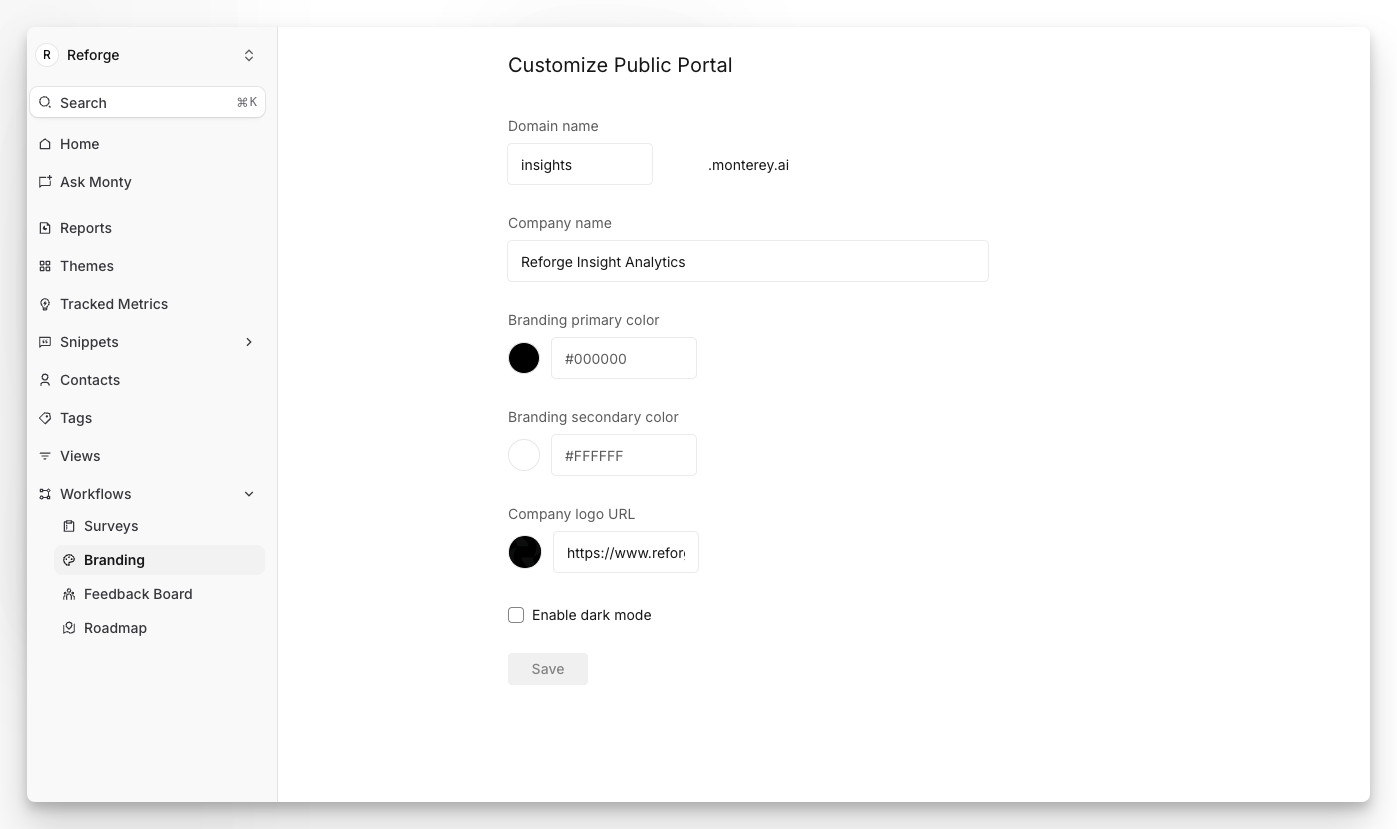 R Reforge
Search ⌘K
Home
Ask Monty
Reports
Themes
Tracked Metrics
Snippets
Contacts
Tags
Views
Workflows
Surveys
Branding
Feedback Board
Roadmap
Customize Public Portal
Domain name
insights .monterey.ai
Company name
Reforge Insight Analytics
Branding primary color
#000000
Branding secondary color
#FFFFFF
Company logo URL
https://www.refor
Enable dark mode
Save